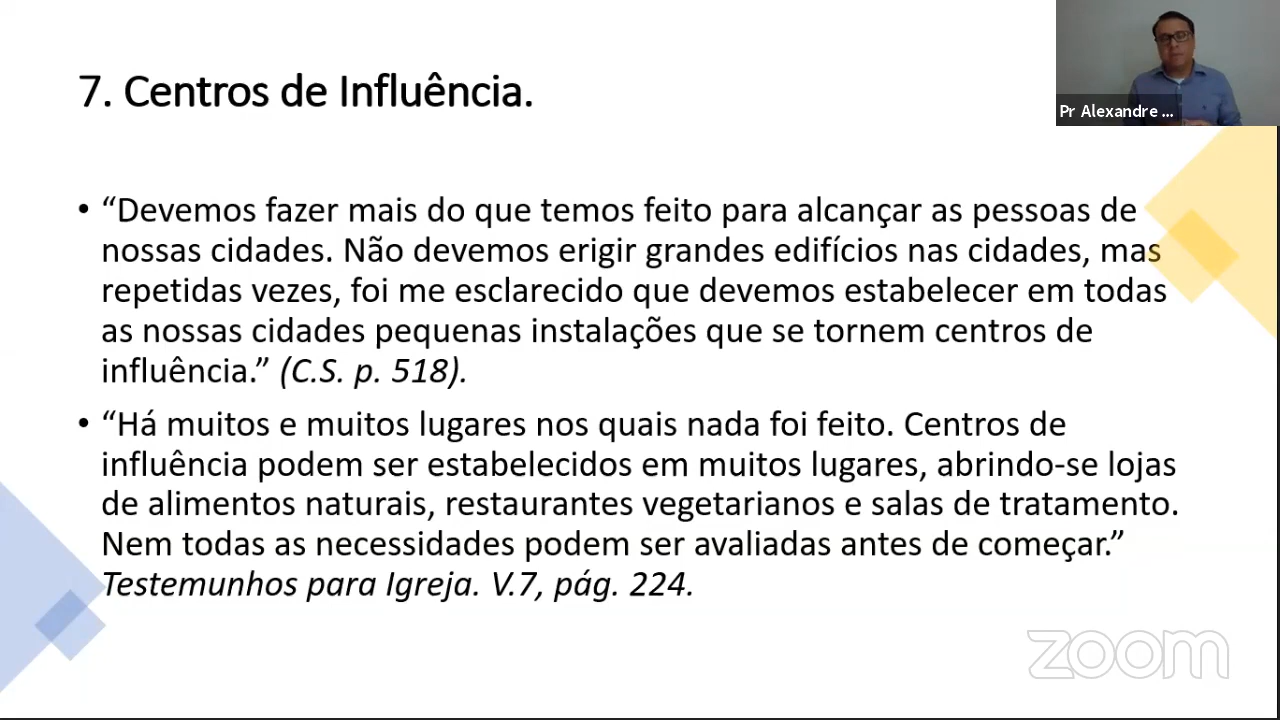 7. Centros de Influência.
Pr Alexandre ...
• “Devemos fazer mais do que temos feito para alcançar as pessoas de
nossas cidades. Não devemos erigir grandes edifícios nas cidades, mas
repetidas vezes, foi me esclarecido que devemos estabelecer em todas
as nossas cidades pequenas instalações que se tornem centros de
influência.” (C.S. p. 518).
• “Há muitos e muitos lugares nos quais nada foi feito. Centros de
influência podem ser estabelecidos em muitos lugares, abrindo-se lojas
de alimentos naturais, restaurantes vegetarianos e salas de tratamento.
Nem todas as necessidades podem ser avaliadas antes de começar.”
Testemunhos para Igreja. V.7, pág. 224.
zoom